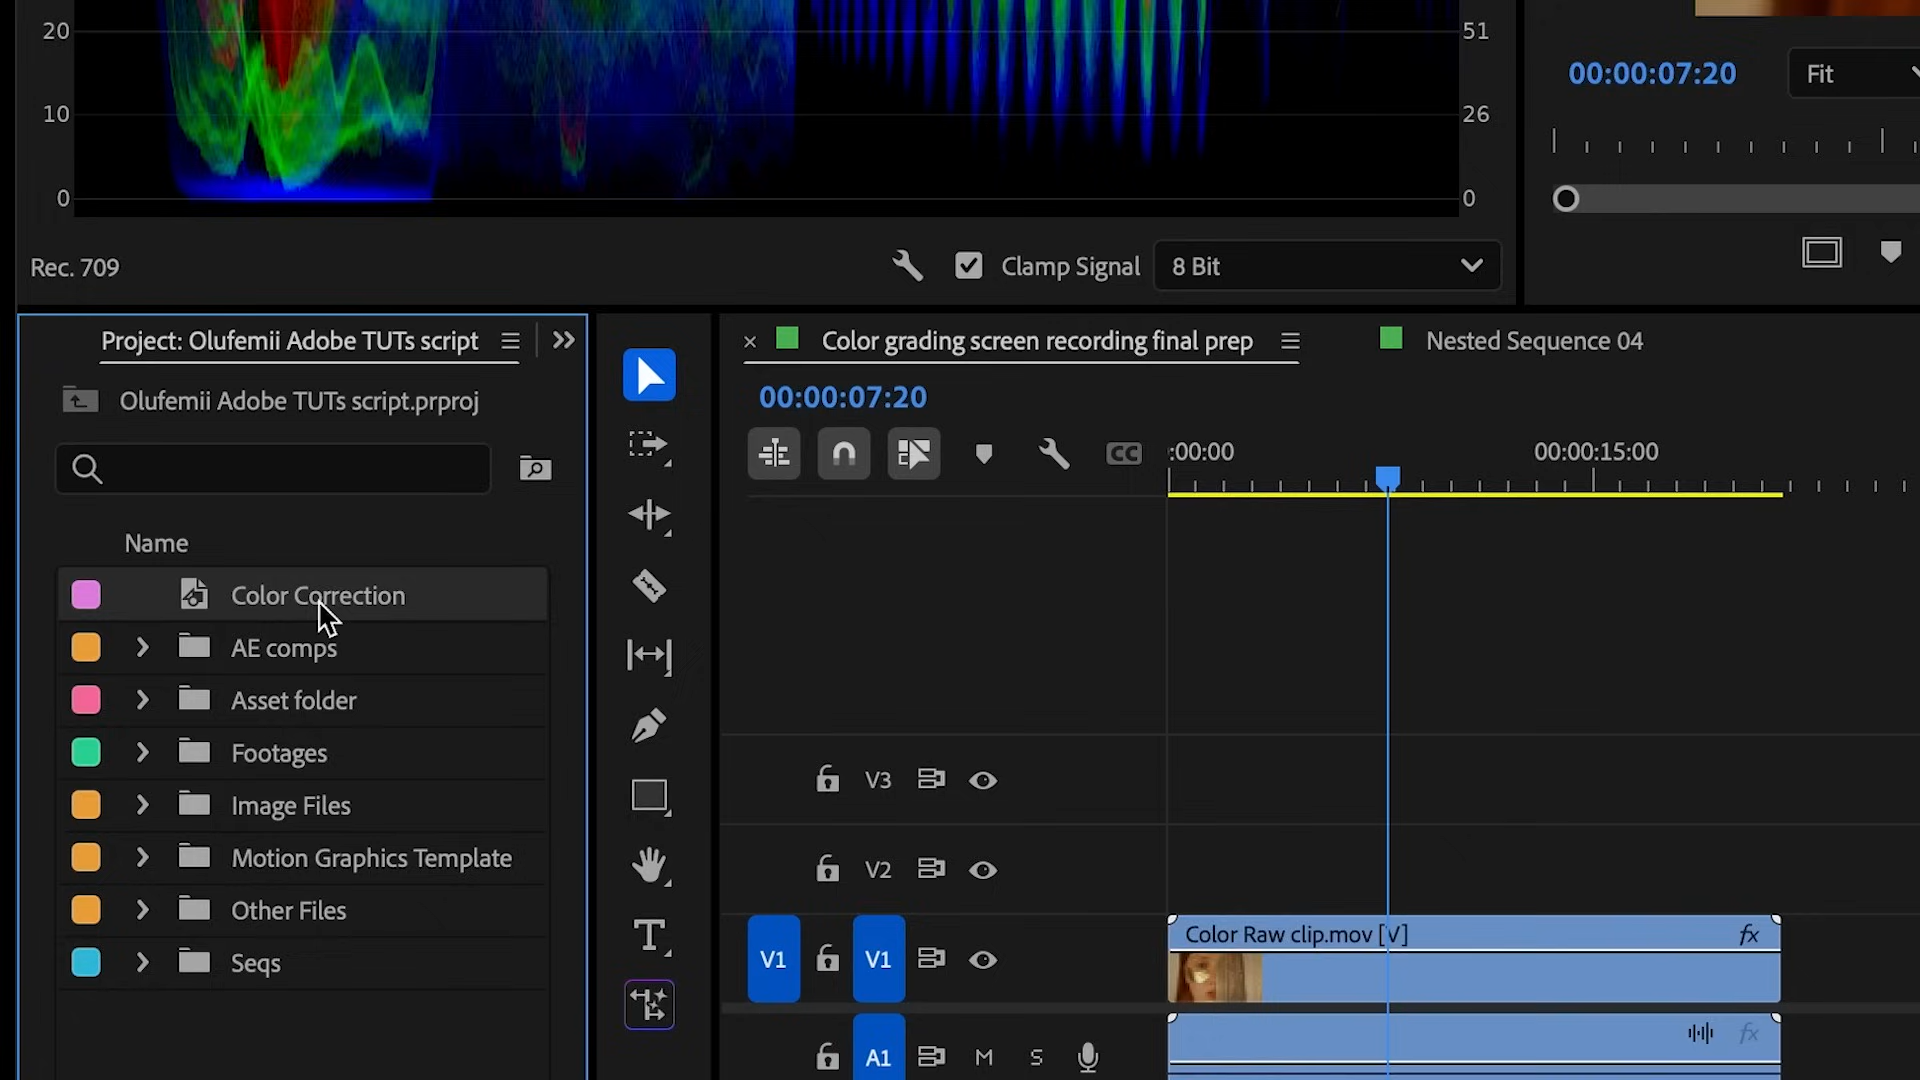 20
51
10
26
0
0
00:00:07:20
Fit
Rec. 709
Clamp Signal
8 Bit
Project: Olufemii Adobe TUTs script
Olufemii Adobe TUTs script.prproj
Name
Color Correction
AE comps
Asset folder
Footages
Image Files
Motion Graphics Template
Other Files
Seqs
T
Color grading screen recording final prep
Nested Sequence 04
00:00:07:20
CC
:00:00
00:00:15:00
V3
V2
V1
V1
Color Raw clip.mov [V]
fx
A1
M
S
fx